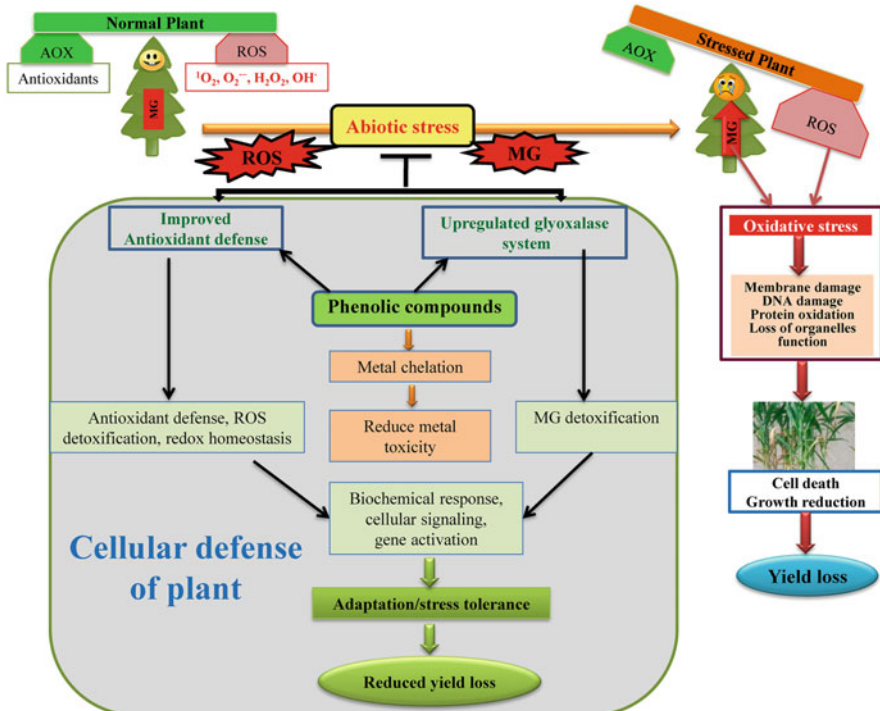 Normal Plant
AOX
Antioxidants
MG
ROS
¹O₂, O₂·⁻, H₂O₂, OH·
Stressed Plant
AOX
MG
ROS
Abiotic stress
ROS
MG
Improved
Antioxidant defense
Upregulated glyoxalase
system
Phenolic compounds
Metal chelation
Reduce metal
toxicity
Antioxidant defense, ROS
detoxification, redox homeostasis
MG detoxification
Biochemical response,
cellular signaling,
gene activation
Cellular defense
of plant
Adaptation/stress tolerance
Reduced yield loss
Oxidative stress
Membrane damage
DNA damage
Protein oxidation
Loss of organelles
function
Cell death
Growth reduction
Yield loss